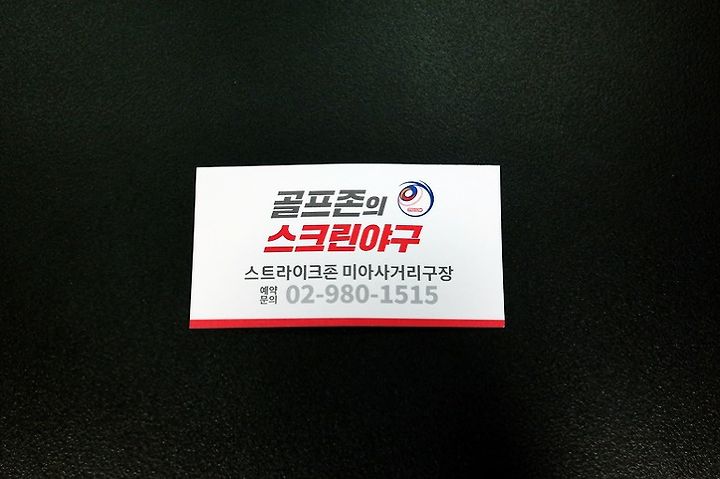 골프존의
스크린야구
스트라이크존 미아사거리구장
예약
문의 02-980-1515